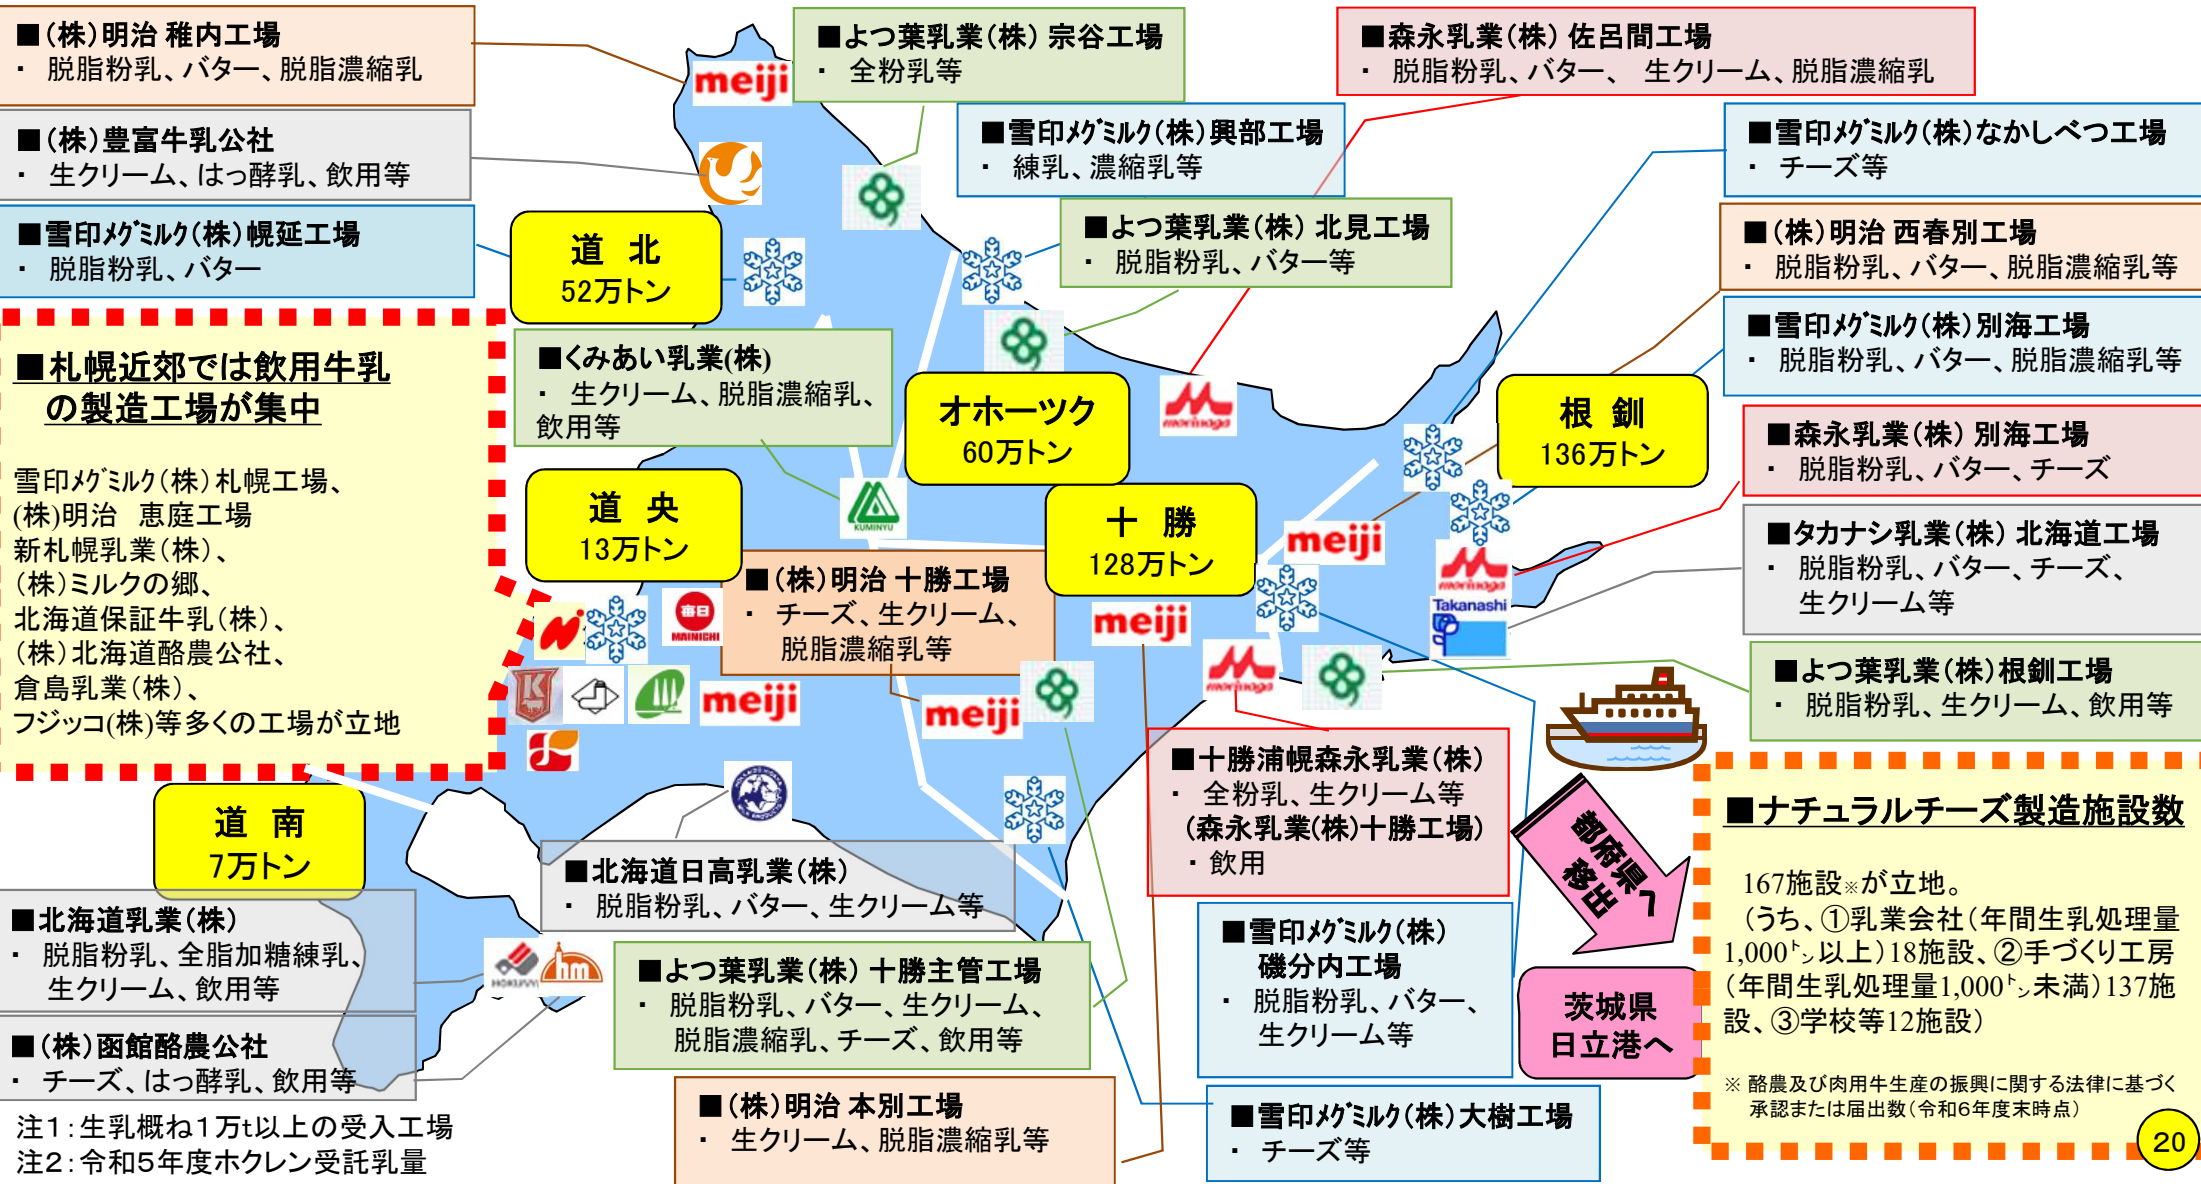 ■(株)明治 稚内工場
・ 脱脂粉乳、バター、脱脂濃縮乳
■(株)豊富牛乳公社
・ 生クリーム、はっ酵乳、飲用等
■雪印ﾒｸﾞﾐﾙｸ(株)幌延工場
・ 脱脂粉乳、バター
■よつ葉乳業(株) 宗谷工場
・ 全粉乳等
■雪印ﾒｸﾞﾐﾙｸ(株)興部工場
・ 練乳、濃縮乳等
■よつ葉乳業(株) 北見工場
・ 脱脂粉乳、バター等
■森永乳業(株) 佐呂間工場
・ 脱脂粉乳、バター、 生クリーム、脱脂濃縮乳
■雪印ﾒｸﾞﾐﾙｸ(株)なかしべつ工場
・ チーズ等
■(株)明治 西春別工場
・ 脱脂粉乳、バター、脱脂濃縮乳等
■雪印ﾒｸﾞﾐﾙｸ(株)別海工場
・ 脱脂粉乳、バター、脱脂濃縮乳等
■森永乳業(株) 別海工場
・ 脱脂粉乳、バター、チーズ
■タカナシ乳業(株) 北海道工場
・ 脱脂粉乳、バター、チーズ、
生クリーム等
■よつ葉乳業(株)根釧工場
・ 脱脂粉乳、生クリーム、飲用等
meiji
道 北
52万トン
■くみあい乳業(株)
・ 生クリーム、脱脂濃縮乳、
飲用等
オホーツク
60万トン
morinaga
根 釧
136万トン
■札幌近郊では飲用牛乳
の製造工場が集中
雪印ﾒｸﾞﾐﾙｸ(株)札幌工場、
(株)明治 恵庭工場
新札幌乳業(株)、
(株)ミルクの郷、
北海道保証牛乳(株)、
(株)北海道酪農公社、
倉島乳業(株)、
フジッコ(株)等多くの工場が立地
道 央
13万トン
KUMINYU
十 勝
128万トン
meiji
morinaga
Takanashi
毎日
MAINICHI
■(株)明治 十勝工場
・ チーズ、生クリーム、
脱脂濃縮乳等
meiji
morinaga
K
meiji
meiji
道 南
7万トン
■北海道日高乳業(株)
・ 脱脂粉乳、バター、生クリーム等
■十勝浦幌森永乳業(株)
・ 全粉乳、生クリーム等
(森永乳業(株)十勝工場)
・ 飲用
■北海道乳業(株)
・ 脱脂粉乳、全脂加糖練乳、
生クリーム、飲用等
■(株)函館酪農公社
・ チーズ、はっ酵乳、飲用等
HOKUNYU
hm
■よつ葉乳業(株) 十勝主管工場
・ 脱脂粉乳、バター、生クリーム、
脱脂濃縮乳、チーズ、飲用等
■雪印ﾒｸﾞﾐﾙｸ(株)
磯分内工場
・ 脱脂粉乳、バター、
生クリーム等
■(株)明治 本別工場
・ 生クリーム、脱脂濃縮乳等
■雪印ﾒｸﾞﾐﾙｸ(株)大樹工場
・ チーズ等
都府県へ
移出
茨城県
日立港へ
■ナチュラルチーズ製造施設数
167施設※が立地。
(うち、①乳業会社(年間生乳処理量
1,000㌧以上)18施設、②手づくり工房
(年間生乳処理量1,000㌧未満)137施
設、③学校等12施設)
※ 酪農及び肉用牛生産の振興に関する法律に基づく
承認または届出数(令和6年度末時点)
注1:生乳概ね1万t以上の受入工場
注2:令和5年度ホクレン受託乳量
20